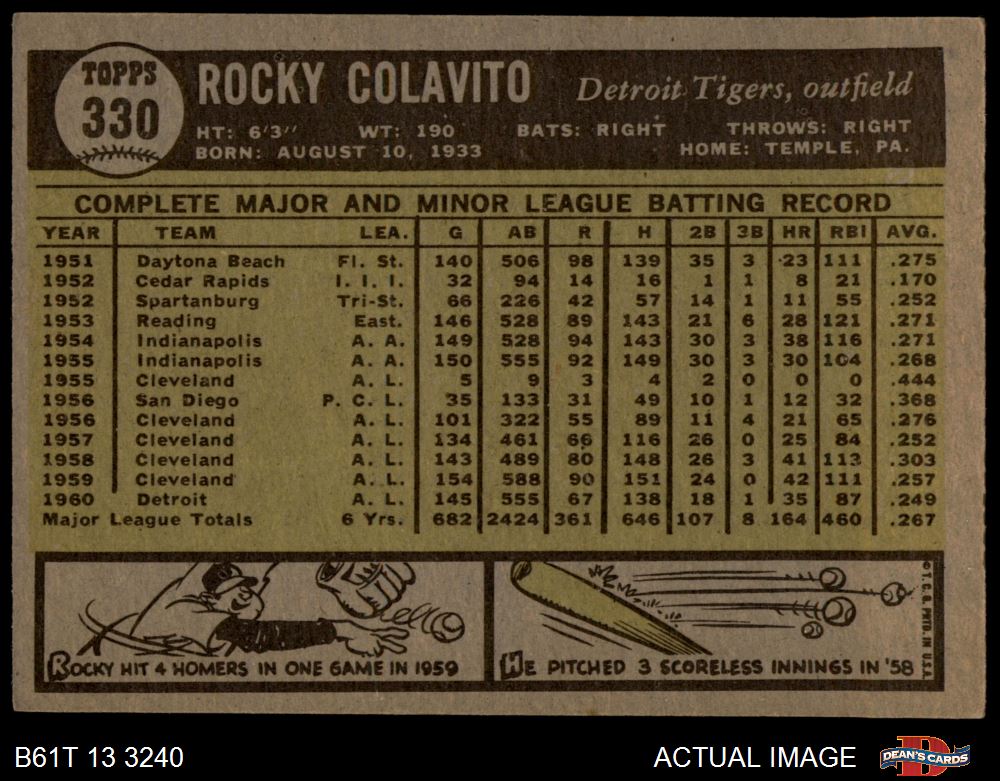 TOPPS
330
ROCKY COLAVITO
Detroit Tigers, outfield
HT: 6'3" WT: 190 BATS: RIGHT THROWS: RIGHT
BORN: AUGUST 10, 1933 HOME: TEMPLE, PA.
COMPLETE MAJOR AND MINOR LEAGUE BATTING RECORD
YEAR TEAM LEA. G AB R H 2B 3B HR RBI AVG.
1951 Daytona Beach Fl. St. 140 506 98 139 35 3 23 111 .275
1952 Cedar Rapids I. I. I. 32 94 14 16 1 1 8 21 .170
1952 Spartanburg Tri-St. 66 226 42 57 14 1 11 55 .252
1953 Reading East. 146 528 89 143 21 6 28 121 .271
1954 Indianapolis A. A. 149 528 94 143 30 3 38 116 .271
1955 Indianapolis A. A. 150 555 92 149 30 3 30 104 .268
1955 Cleveland A. L. 5 9 3 4 2 0 0 0 .444
1956 San Diego P. C. L. 35 133 31 49 10 1 12 32 .368
1956 Cleveland A. L. 101 322 55 89 11 4 21 65 .276
1957 Cleveland A. L. 134 461 66 116 26 0 25 84 .252
1958 Cleveland A. L. 143 489 80 148 26 3 41 113 .303
1959 Cleveland A. L. 154 588 90 151 24 0 42 111 .257
1960 Detroit A. L. 145 555 67 138 18 1 35 87 .249
Major League Totals 6 Yrs. 682 2424 361 646 107 8 164 460 .267
ROCKY HIT 4 HOMERS IN ONE GAME IN 1959
HE PITCHED 3 SCORELESS INNINGS IN '58
© T. C. G. PRTD. IN U.S.A.
B61T 13 3240
ACTUAL IMAGE
DEAN'S CARDS